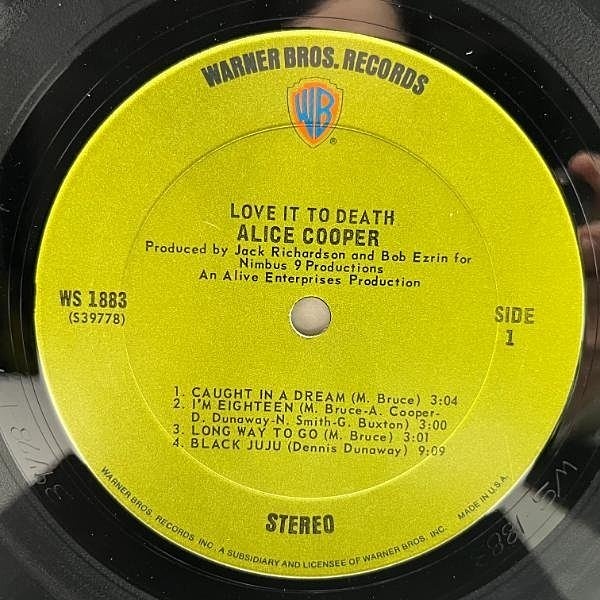 WARNER BROS. RECORDS
WB
®
LOVE IT TO DEATH
ALICE COOPER
Produced by Jack Richardson and Bob Ezrin for
Nimbus 9 Productions
An Alive Enterprises Production
WS 1883
(S39778)
SIDE
1
1. CAUGHT IN A DREAM (M. Bruce) 3:04
2. I'M EIGHTEEN (M. Bruce-A. Cooper-
D. Dunaway-N. Smith-G. Buxton) 3:00
3. LONG WAY TO GO (M. Bruce) 3:01
4. BLACK JUJU (Dennis Dunaway) 9:09
STEREO
WARNER BROS. RECORDS INC. A SUBSIDIARY AND LICENSEE OF WARNER BROS. INC. MADE IN U.S.A.